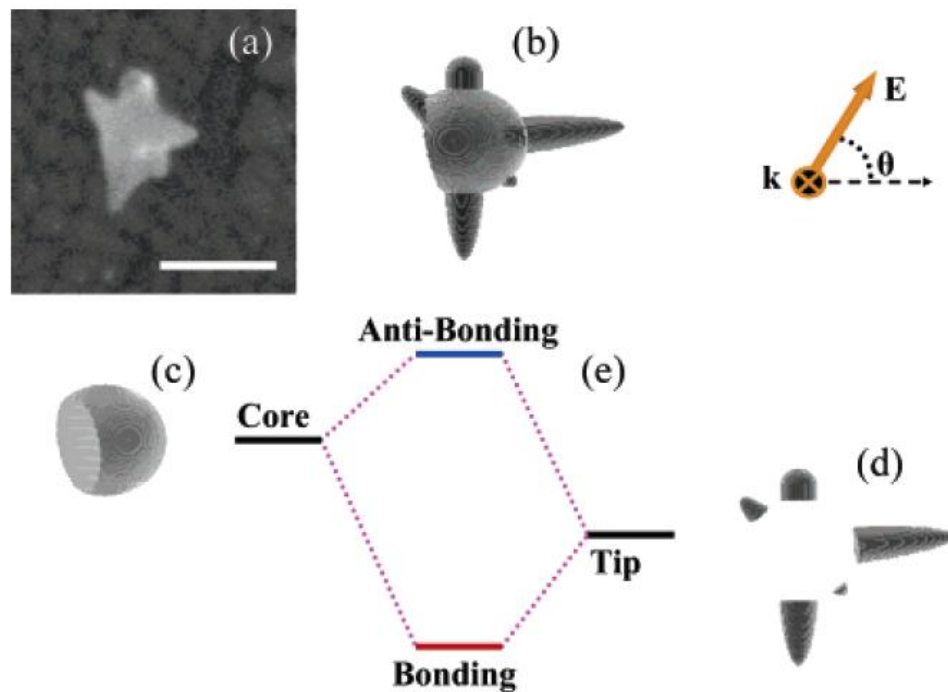 (a)
(b)
E
k
θ
Anti-Bonding
(c)
(e)
Core
(d)
Tip
Bonding